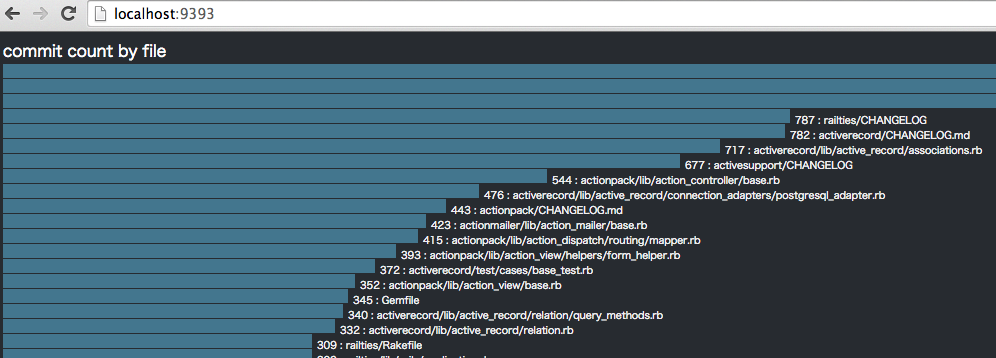 localhost:9393
commit count by file
787 : railties/CHANGELOG
782 : activerecord/CHANGELOG.md
717 : activerecord/lib/active_record/associations.rb
677 : activesupport/CHANGELOG
544 : actionpack/lib/action_controller/base.rb
476 : activerecord/lib/active_record/connection_adapters/postgresql_adapter.rb
443 : actionpack/CHANGELOG.md
423 : actionmailer/lib/action_mailer/base.rb
415 : actionpack/lib/action_dispatch/routing/mapper.rb
393 : actionpack/lib/action_view/helpers/form_helper.rb
372 : activerecord/test/cases/base_test.rb
352 : actionpack/lib/action_view/base.rb
345 : Gemfile
340 : activerecord/lib/active_record/relation/query_methods.rb
332 : activerecord/lib/active_record/relation.rb
309 : railties/Rakefile